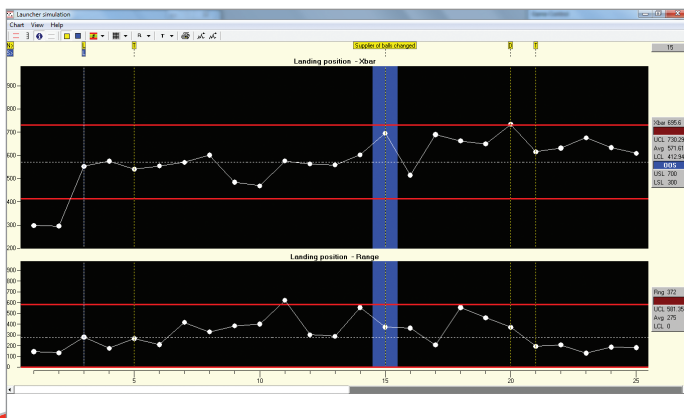 Launcher simulation
Chart View Help
R T
L T Supplier of balls changed D T 15
Landing position - Xbar
900
800
700
600
500
400
300
200
Xbar 695.6
UCL 730.29
Avg 571.61
LCL 412.94
OOS
USL 700
LSL 300
Landing position - Range
900
800
700
600
500
400
300
200
100
0
Rng 372
UCL 581.35
Avg 275
LCL 0
5 10 15 20 25